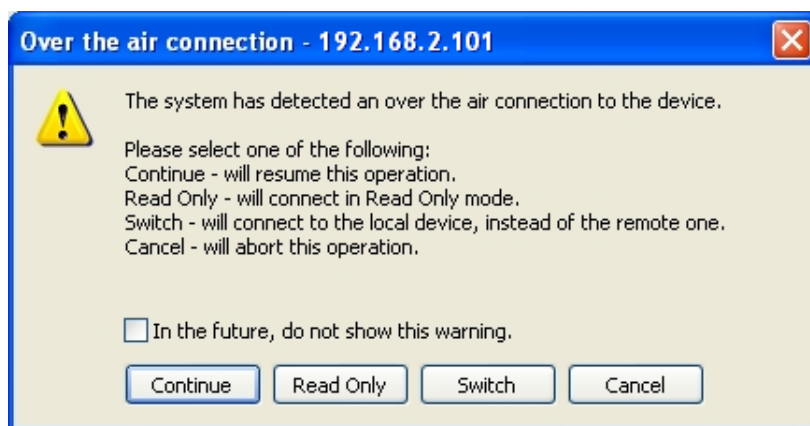 Over the air connection - 192.168.2.101
The system has detected an over the air connection to the device.
Please select one of the following:
Continue - will resume this operation.
Read Only - will connect in Read Only mode.
Switch - will connect to the local device, instead of the remote one.
Cancel - will abort this operation.
In the future, do not show this warning.
Continue Read Only Switch Cancel